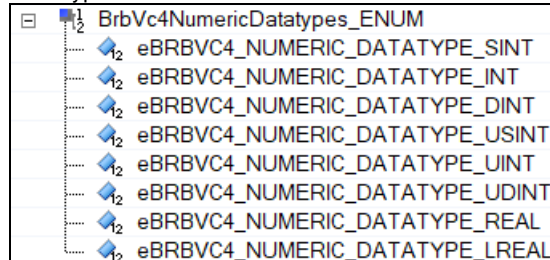 BrbVc4NumericDatatypes_ENUM
eBRBVC4_NUMERIC_DATATYPE_SINT
eBRBVC4_NUMERIC_DATATYPE_INT
eBRBVC4_NUMERIC_DATATYPE_DINT
eBRBVC4_NUMERIC_DATATYPE_USINT
eBRBVC4_NUMERIC_DATATYPE_UINT
eBRBVC4_NUMERIC_DATATYPE_UDINT
eBRBVC4_NUMERIC_DATATYPE_REAL
eBRBVC4_NUMERIC_DATATYPE_LREAL